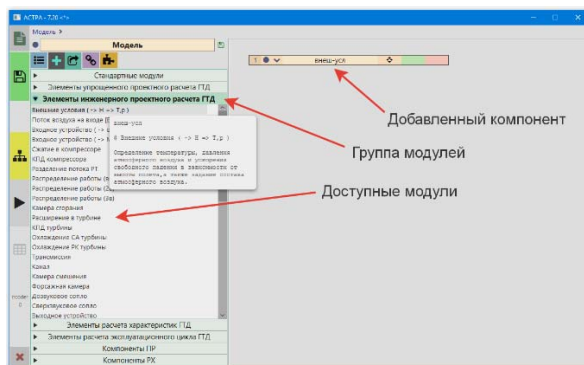 АСТРА - 7.20 <*>
Модель >
Модель
Стандартные модули
Элементы упрощенного проектного расчета ГТД
Элементы инженерного проектного расчета ГТД
Внешние условия ( -> H => T,p )
Поток воздуха на входе
Входное устройство ( ->
Входное устройство ( ->
Сжатие в компрессоре
КПД компрессора
Разделение потока РТ
Распределение работы
Распределение работы
Распределение работы (3в)
Камера сгорания
Расширение в турбине
КПД турбины
Охлаждение СА турбины
Охлаждение РК турбины
Трансмиссия
Канал
Камера смешения
Форсажная камера
Дозвуковое сопло
Сверхзвуковое сопло
Выходное устройство
Элементы расчета характеристик ГТД
Элементы расчета эксплуатационного цикла ГТД
Компоненты ПР
Компоненты РХ
внеш-усл
# Внешние условия ( -> H => T,p )
Определение температуры, давления
атмосферного воздуха и ускорения
свободного падения в зависимости от
высоты полета, а также задание состава
атмосферного воздуха.
1 внеш-усл
Добавленный компонент
Группа модулей
Доступные модули